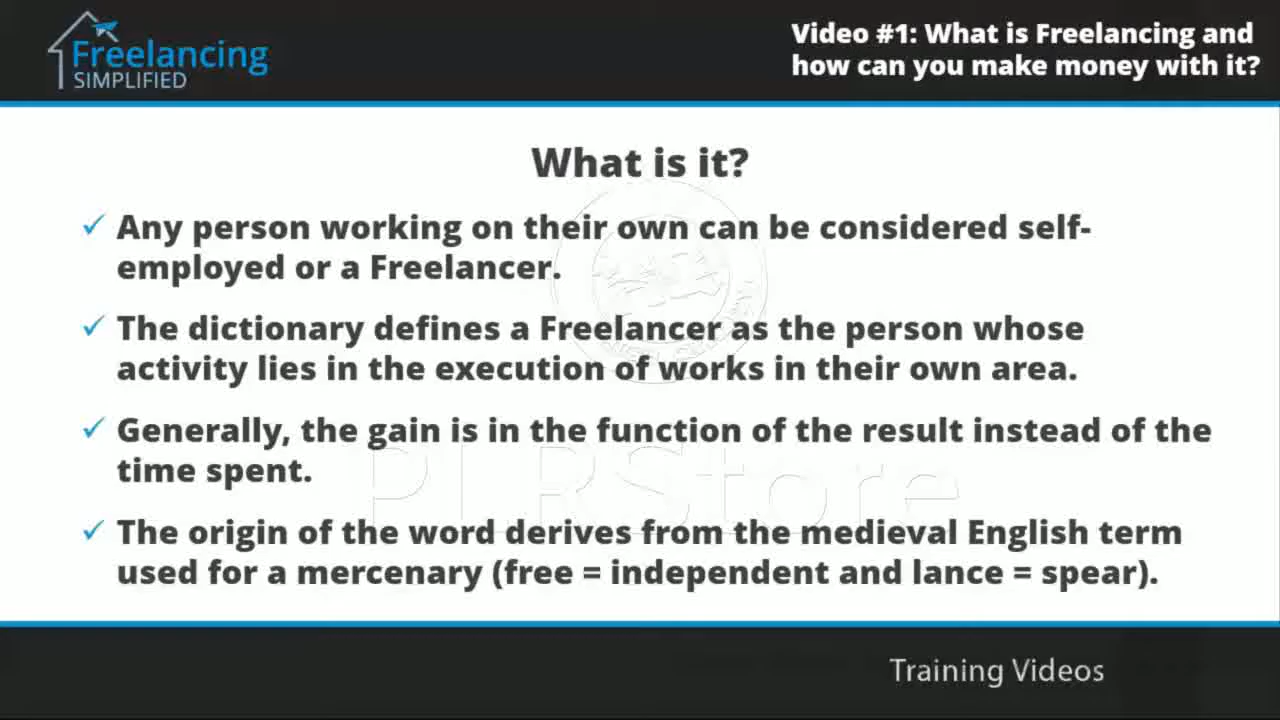 Freelancing
SIMPLIFIED
Video #1: What is Freelancing and
how can you make money with it?
What is it?
✓ Any person working on their own can be considered self-
employed or a Freelancer.
✓ The dictionary defines a Freelancer as the person whose
activity lies in the execution of works in their own area.
✓ Generally, the gain is in the function of the result instead of the
time spent.
✓ The origin of the word derives from the medieval English term
used for a mercenary (free = independent and lance = spear).
PLRStore
Training Videos